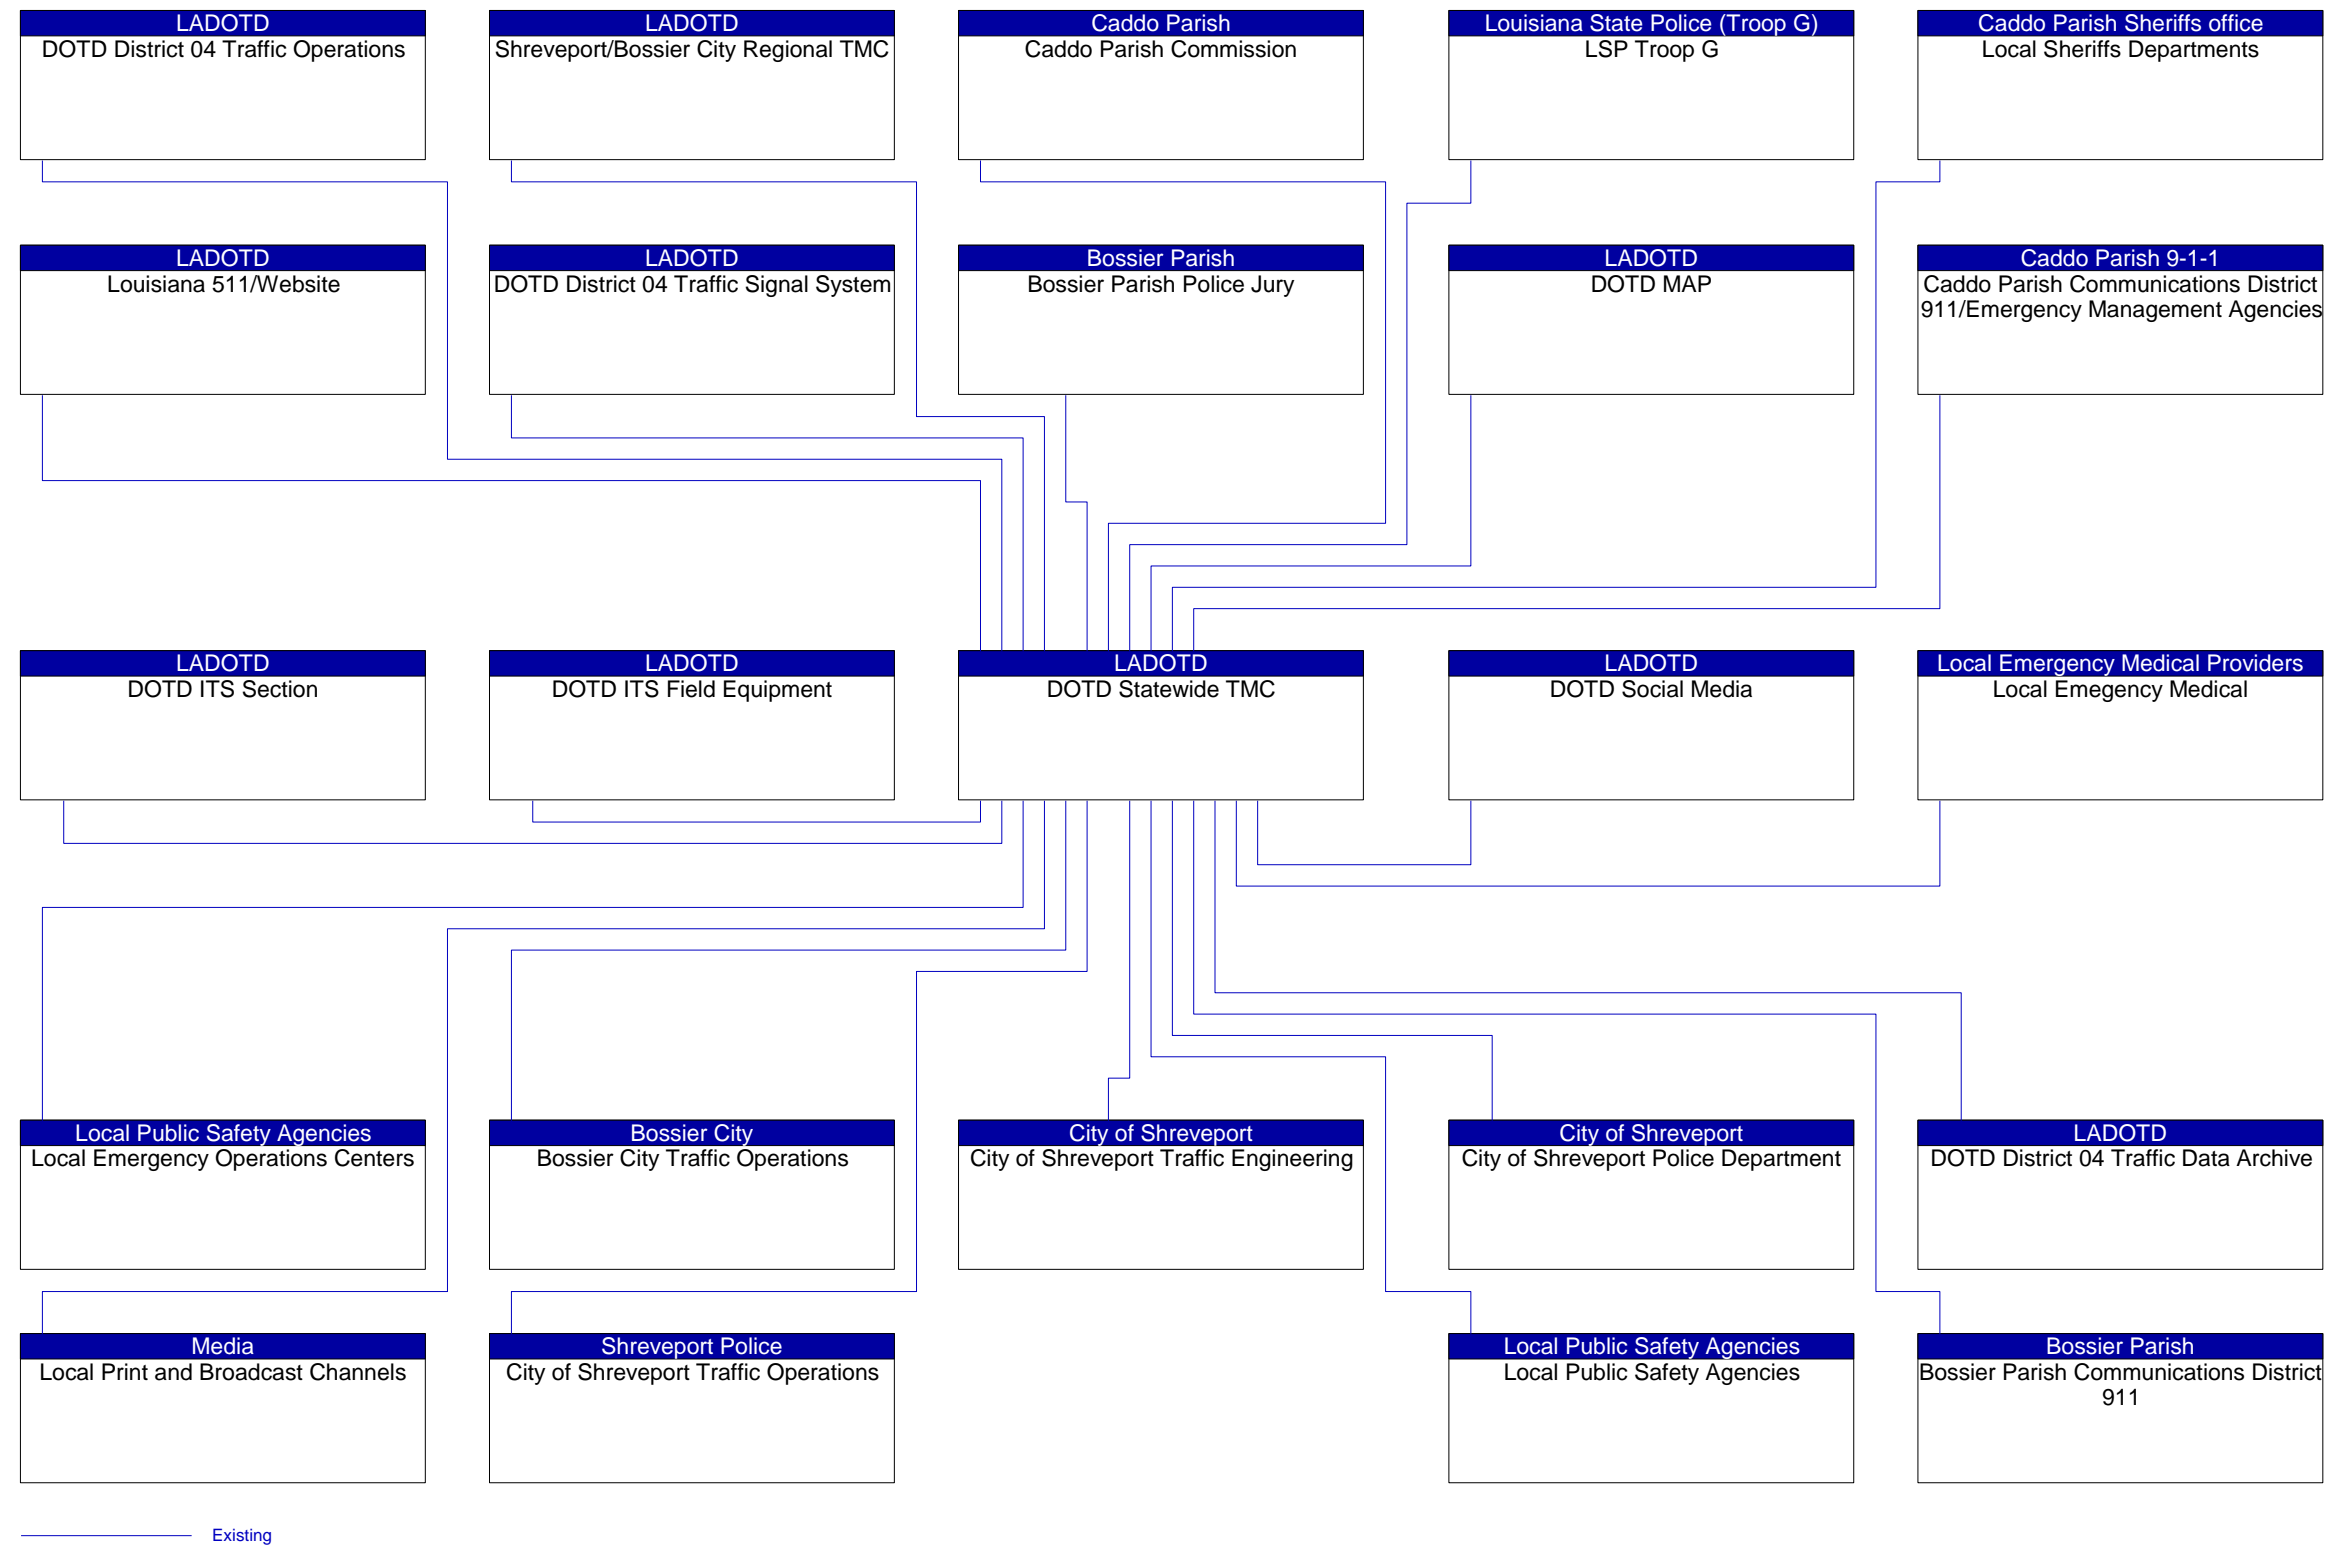 LADOTD
DOTD District 04 Traffic Operations
LADOTD
Shreveport/Bossier City Regional TMC
Caddo Parish
Caddo Parish Commission
Louisiana State Police (Troop G)
LSP Troop G
Caddo Parish Sheriffs office
Local Sheriffs Departments
LADOTD
Louisiana 511/Website
LADOTD
DOTD District 04 Traffic Signal System
Bossier Parish
Bossier Parish Police Jury
LADOTD
DOTD MAP
Caddo Parish 9-1-1
Caddo Parish Communications District
911/Emergency Management Agencies
LADOTD
DOTD ITS Section
LADOTD
DOTD ITS Field Equipment
LADOTD
DOTD Statewide TMC
LADOTD
DOTD Social Media
Local Emergency Medical Providers
Local Emegency Medical
Local Public Safety Agencies
Local Emergency Operations Centers
Bossier City
Bossier City Traffic Operations
City of Shreveport
City of Shreveport Traffic Engineering
City of Shreveport
City of Shreveport Police Department
LADOTD
DOTD District 04 Traffic Data Archive
Media
Local Print and Broadcast Channels
Shreveport Police
City of Shreveport Traffic Operations
Local Public Safety Agencies
Local Public Safety Agencies
Bossier Parish
Bossier Parish Communications District
911
Existing